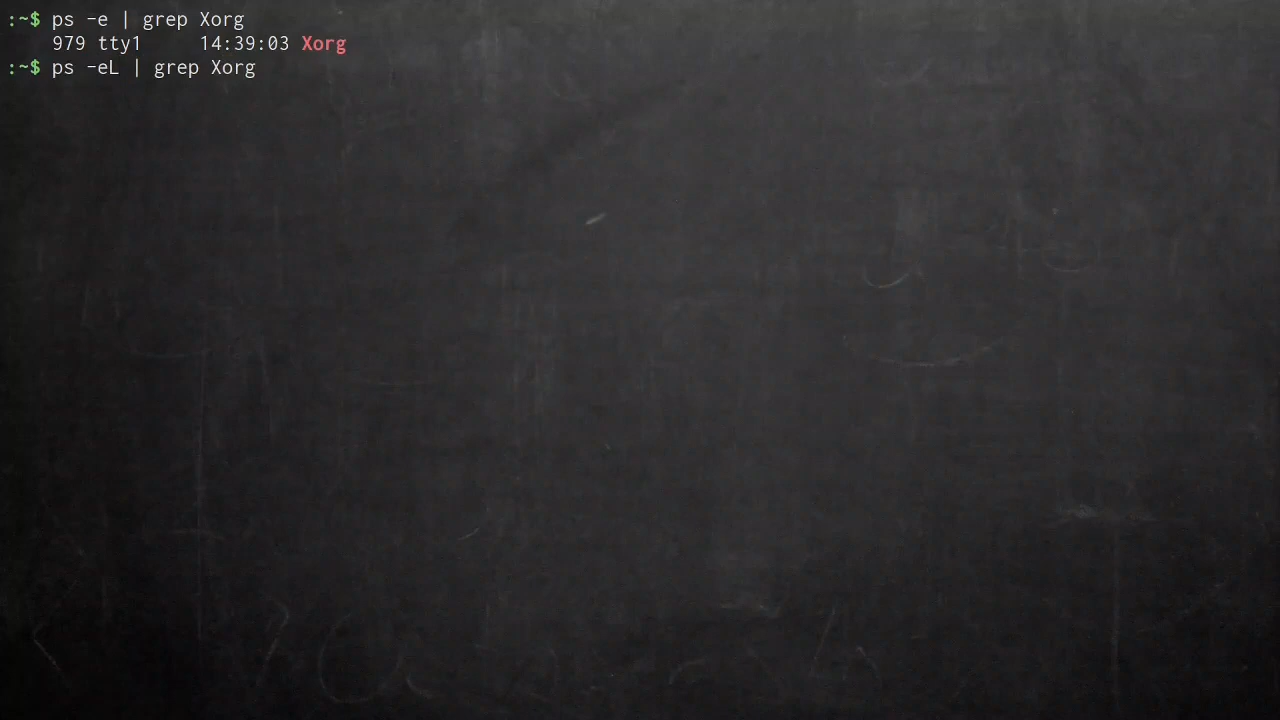 :~$ ps -e | grep Xorg
    979 tty1     14:39:03 Xorg
:~$ ps -eL | grep Xorg